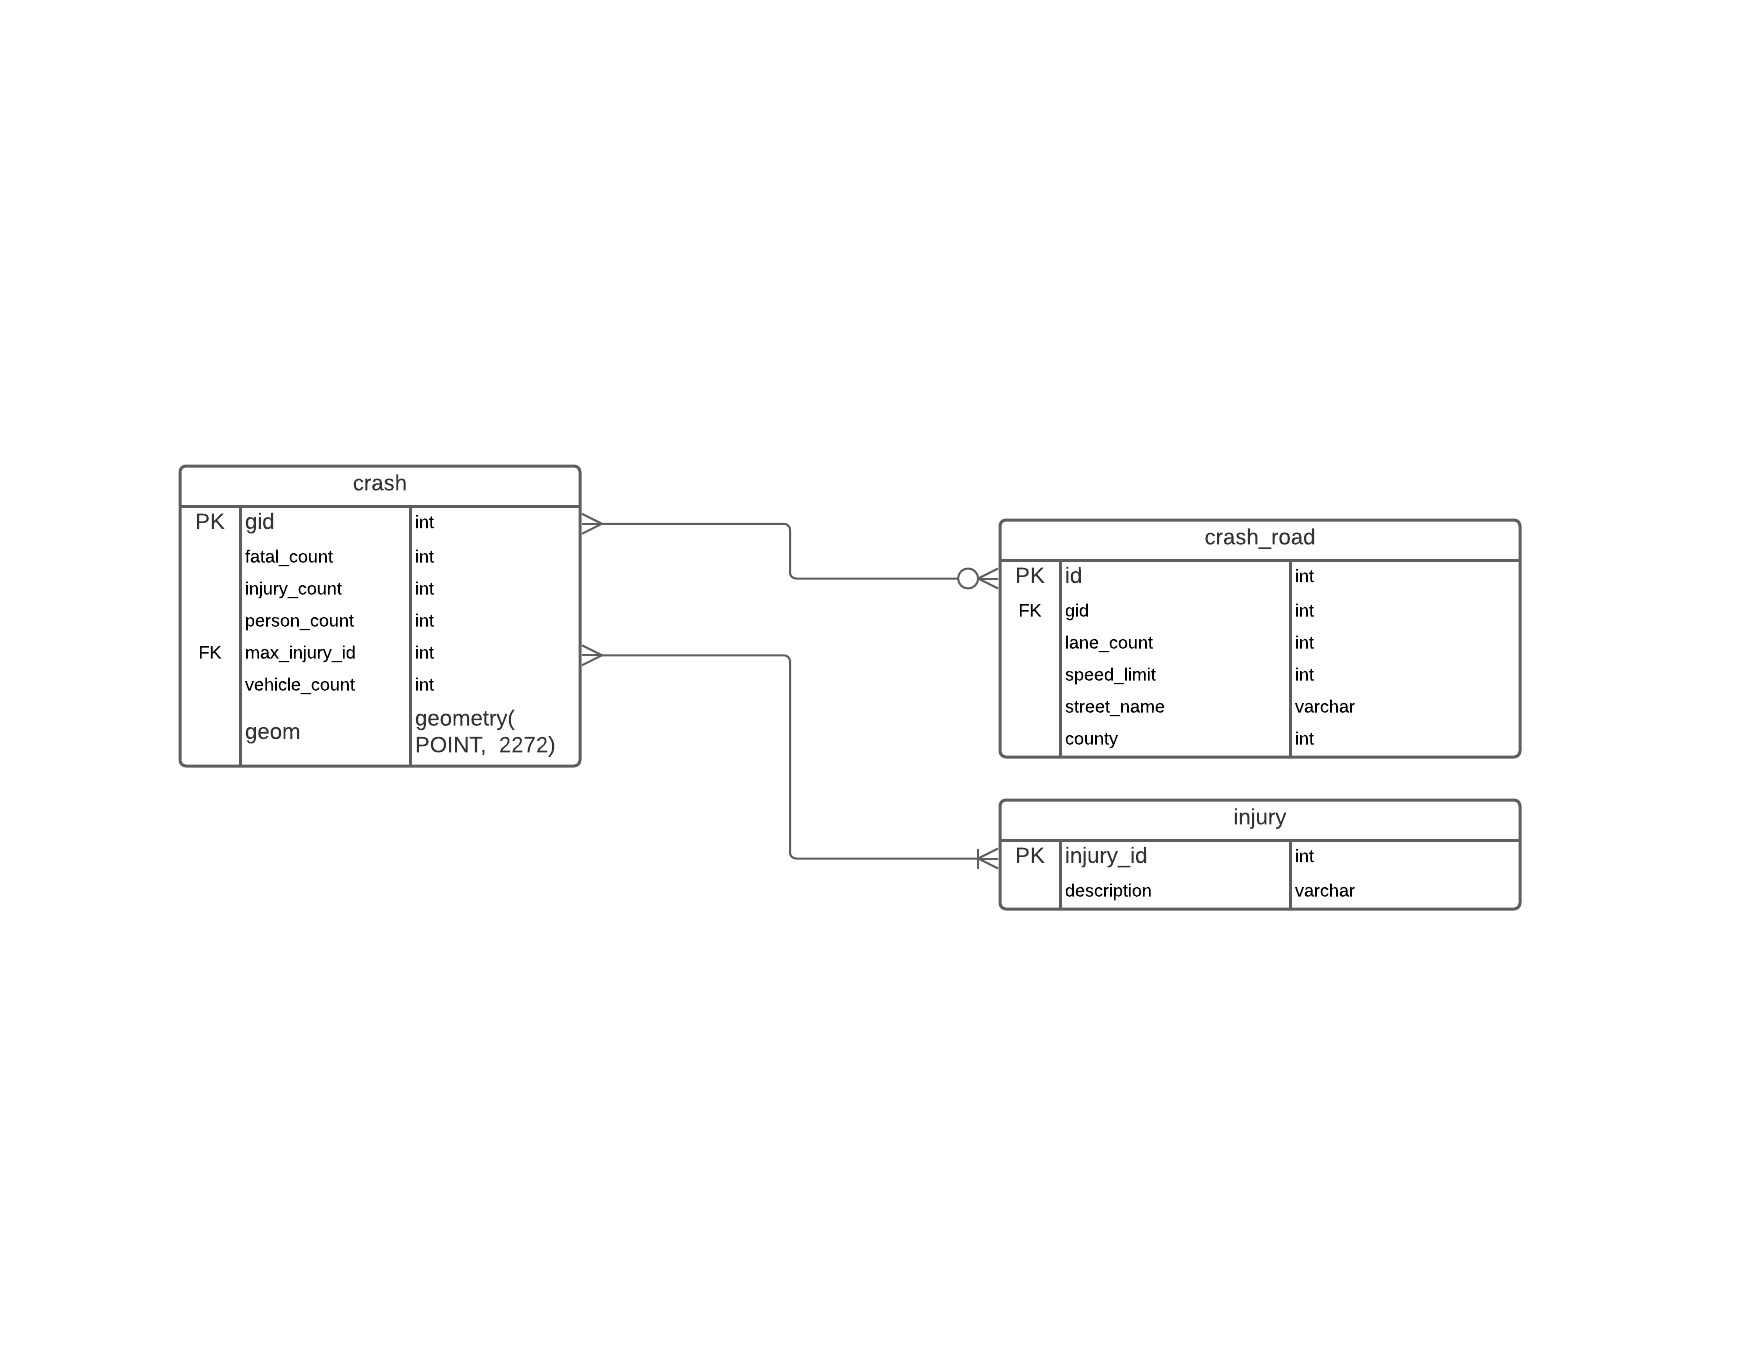 crash
PK gid int
fatal_count int
injury_count int
person_count int
FK max_injury_id int
vehicle_count int
geom geometry(
POINT, 2272)
crash_road
PK id int
FK gid int
lane_count int
speed_limit int
street_name varchar
county int
injury
PK injury_id int
description varchar